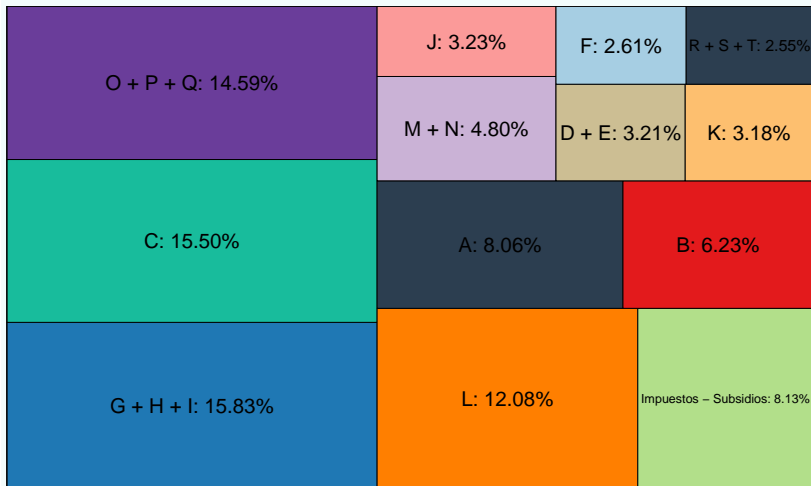 O + P + Q: 14.59%
C: 15.50%
G + H + I: 15.83%
J: 3.23%
M + N: 4.80%
F: 2.61%
R + S + T: 2.55%
D + E: 3.21%
K: 3.18%
A: 8.06%
B: 6.23%
L: 12.08%
Impuestos – Subsidios: 8.13%